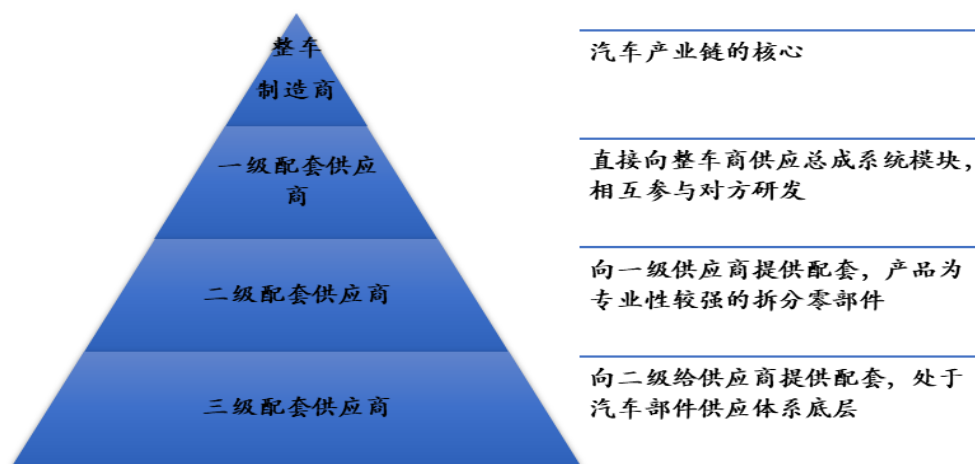 整车
制造商
汽车产业链的核心
一级配套供应
商
直接向整车商供应总成系统模块，
相互参与对方研发
二级配套供应商
向一级供应商提供配套，产品为
专业性较强的拆分零部件
三级配套供应商
向二级给供应商提供配套，处于
汽车部件供应体系底层